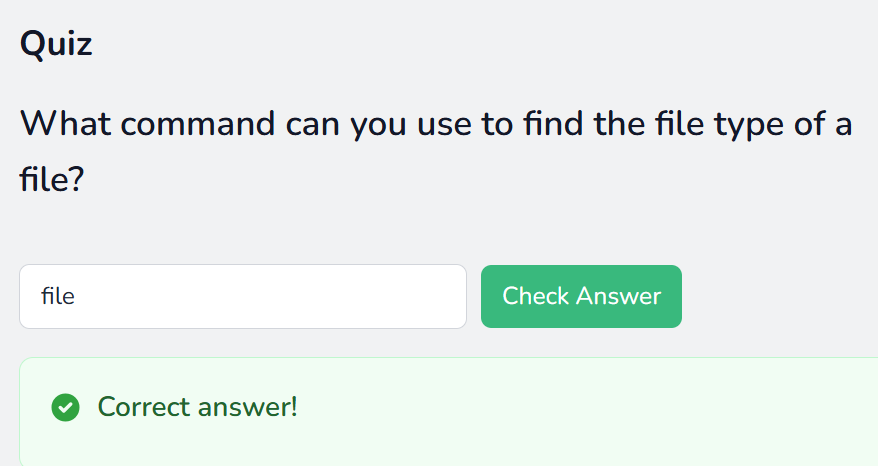 Quiz
What command can you use to find the file type of a
file?
file
Check Answer
Correct answer!